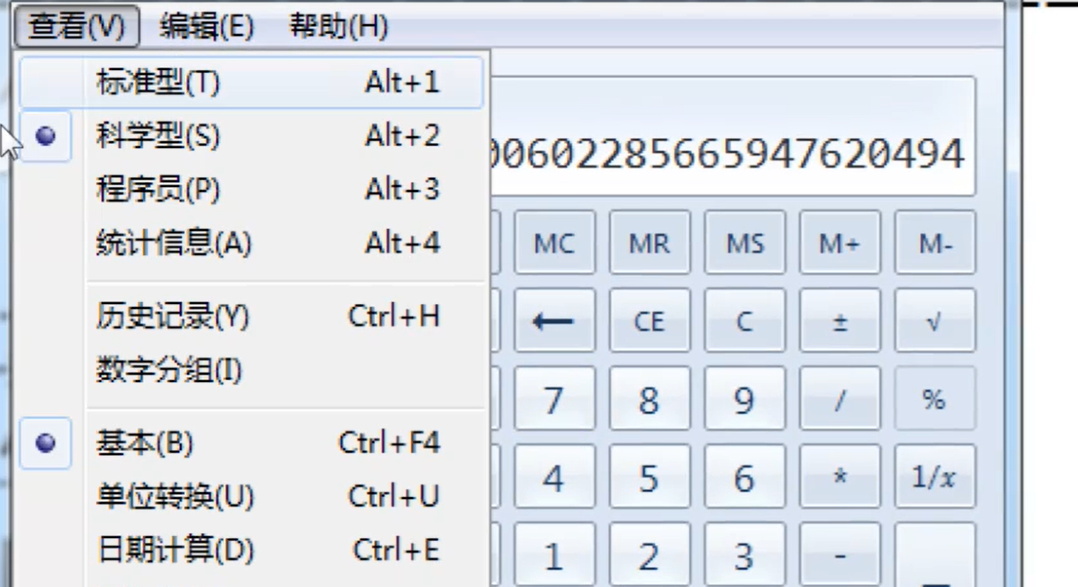 查看(V) 编辑(E) 帮助(H)
标准型(T) Alt+1
科学型(S) Alt+2
程序员(P) Alt+3
统计信息(A) Alt+4
历史记录(Y) Ctrl+H
数字分组(I)
基本(B) Ctrl+F4
单位转换(U) Ctrl+U
日期计算(D) Ctrl+E
00602285665947620494
MC MR MS M+ M-
← CE C ± √
7 8 9 / %
4 5 6 * 1/x
1 2 3 -